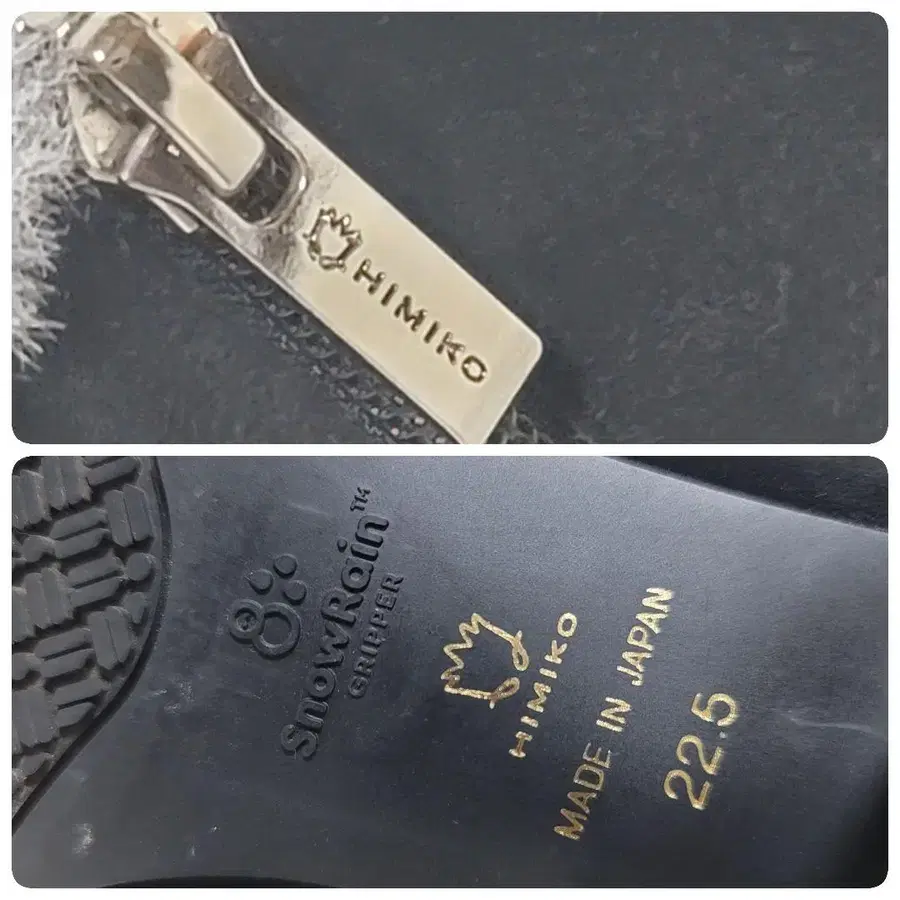 HIMIKO
SnowRain™
GRIPPER
HIMIKO
MADE IN JAPAN
22.5